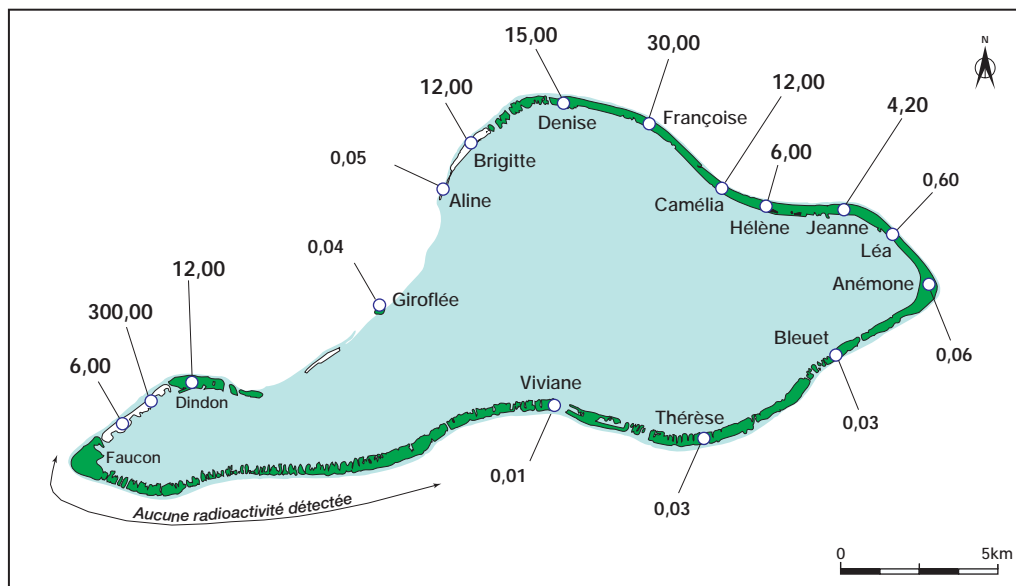 N
15,00
30,00
12,00
12,00
Denise
Françoise
4,20
Brigitte
0,05
6,00
Aline
Camélia
0,60
Hélène
Jeanne
Léa
0,04
12,00
Giroflée
Anémone
300,00
Bleuet
6,00
0,06
Dindon
Viviane
Thérèse
0,03
Faucon
0,01
Aucune radioactivité détectée
0,03
0
5km